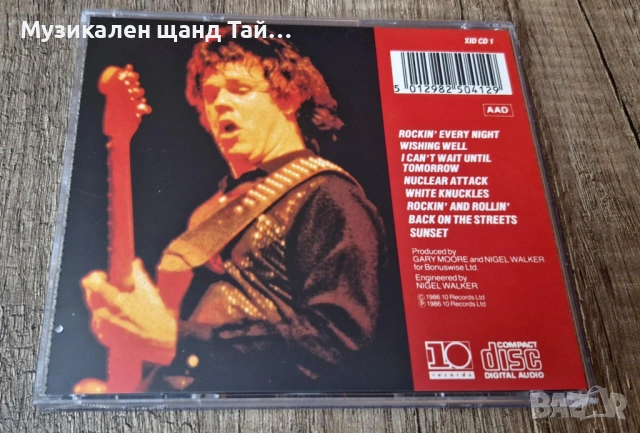 Музикален щанд Тай…
XID CD 1
5 012982 504129
AAD
ROCKIN' EVERY NIGHT
WISHING WELL
I CAN'T WAIT UNTIL
TOMORROW
NUCLEAR ATTACK
WHITE KNUCKLES
ROCKIN' AND ROLLIN'
BACK ON THE STREETS
SUNSET
Produced by
GARY MOORE and NIGEL WALKER
for Bonuswise Ltd.
Engineered by
NIGEL WALKER
Ⓒ 1986 10 Records Ltd
Ⓟ 1986 10 Records Ltd
10
records
COMPACT
disc
DIGITAL AUDIO
BAZAR